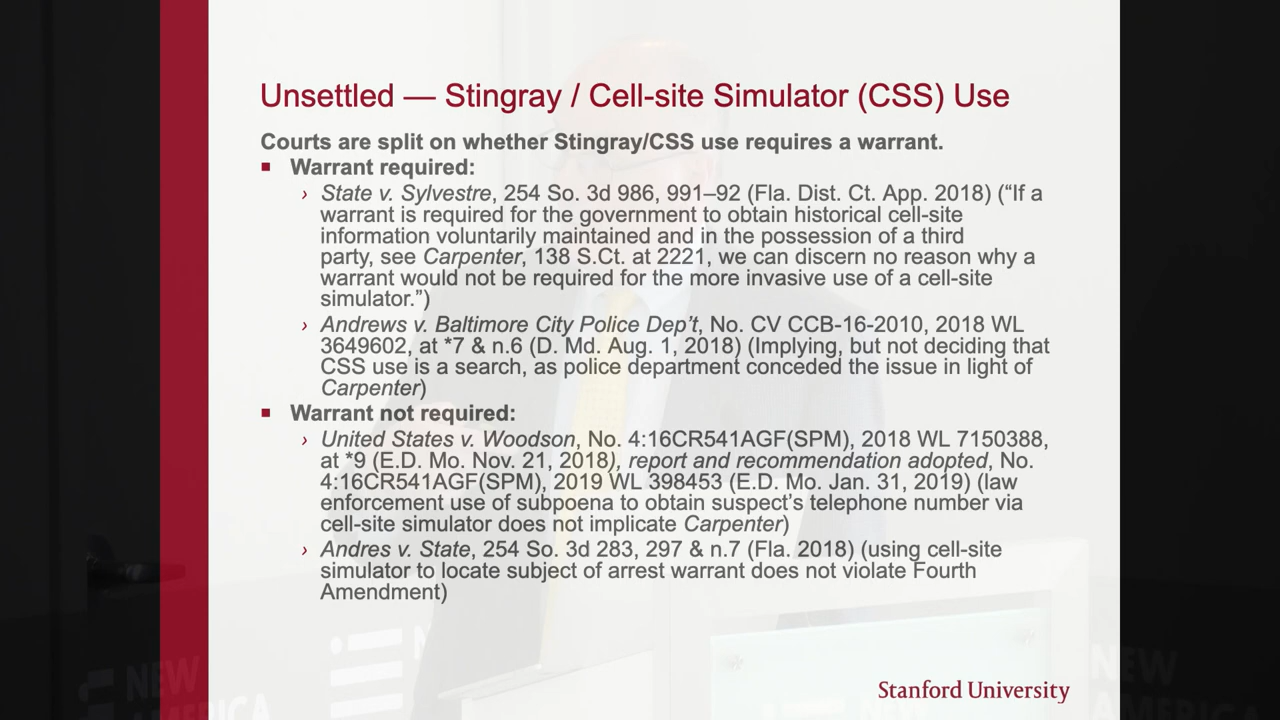 Unsettled — Stingray / Cell-site Simulator (CSS) Use
Courts are split on whether Stingray/CSS use requires a warrant.
■ Warrant required:
› State v. Sylvestre, 254 So. 3d 986, 991–92 (Fla. Dist. Ct. App. 2018) (“If a
warrant is required for the government to obtain historical cell-site
information voluntarily maintained and in the possession of a third
party, see Carpenter, 138 S.Ct. at 2221, we can discern no reason why a
warrant would not be required for the more invasive use of a cell-site
simulator.”)
› Andrews v. Baltimore City Police Dep’t, No. CV CCB-16-2010, 2018 WL
3649602, at *7 & n.6 (D. Md. Aug. 1, 2018) (Implying, but not deciding that
CSS use is a search, as police department conceded the issue in light of
Carpenter)
■ Warrant not required:
› United States v. Woodson, No. 4:16CR541AGF(SPM), 2018 WL 7150388,
at *9 (E.D. Mo. Nov. 21, 2018), report and recommendation adopted, No.
4:16CR541AGF(SPM), 2019 WL 398453 (E.D. Mo. Jan. 31, 2019) (law
enforcement use of subpoena to obtain suspect’s telephone number via
cell-site simulator does not implicate Carpenter)
› Andres v. State, 254 So. 3d 283, 297 & n.7 (Fla. 2018) (using cell-site
simulator to locate subject of arrest warrant does not violate Fourth
Amendment)
NEW
AMERICA
NEW
AMERICA
Stanford University